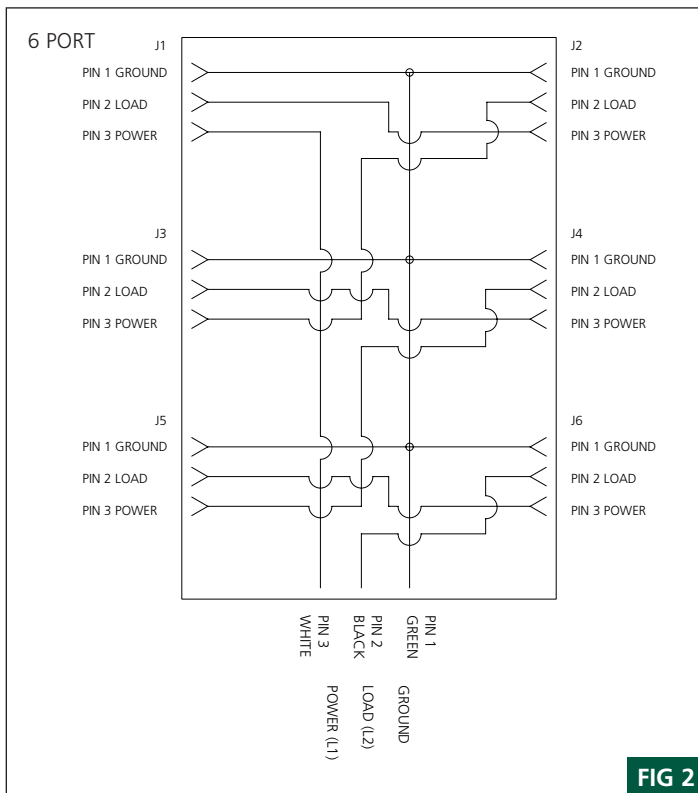 6 PORT
J1
PIN 1 GROUND
PIN 2 LOAD
PIN 3 POWER
J2
PIN 1 GROUND
PIN 2 LOAD
PIN 3 POWER
J3
PIN 1 GROUND
PIN 2 LOAD
PIN 3 POWER
J4
PIN 1 GROUND
PIN 2 LOAD
PIN 3 POWER
J5
PIN 1 GROUND
PIN 2 LOAD
PIN 3 POWER
J6
PIN 1 GROUND
PIN 2 LOAD
PIN 3 POWER
PIN 1
GREEN
GROUND
PIN 2
BLACK
LOAD (L2)
PIN 3
WHITE
POWER (L1)
FIG 2